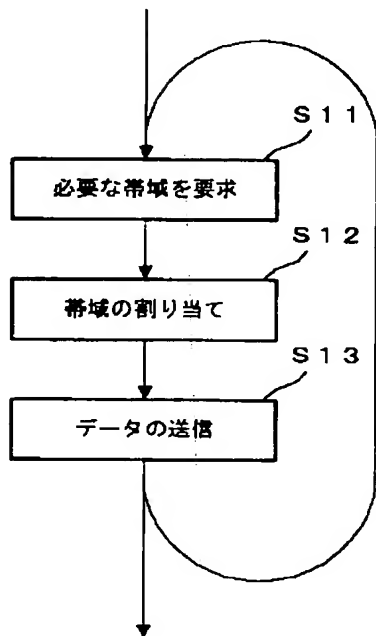 S11
必要な帯域を要求
S12
帯域の割り当て
S13
データの送信